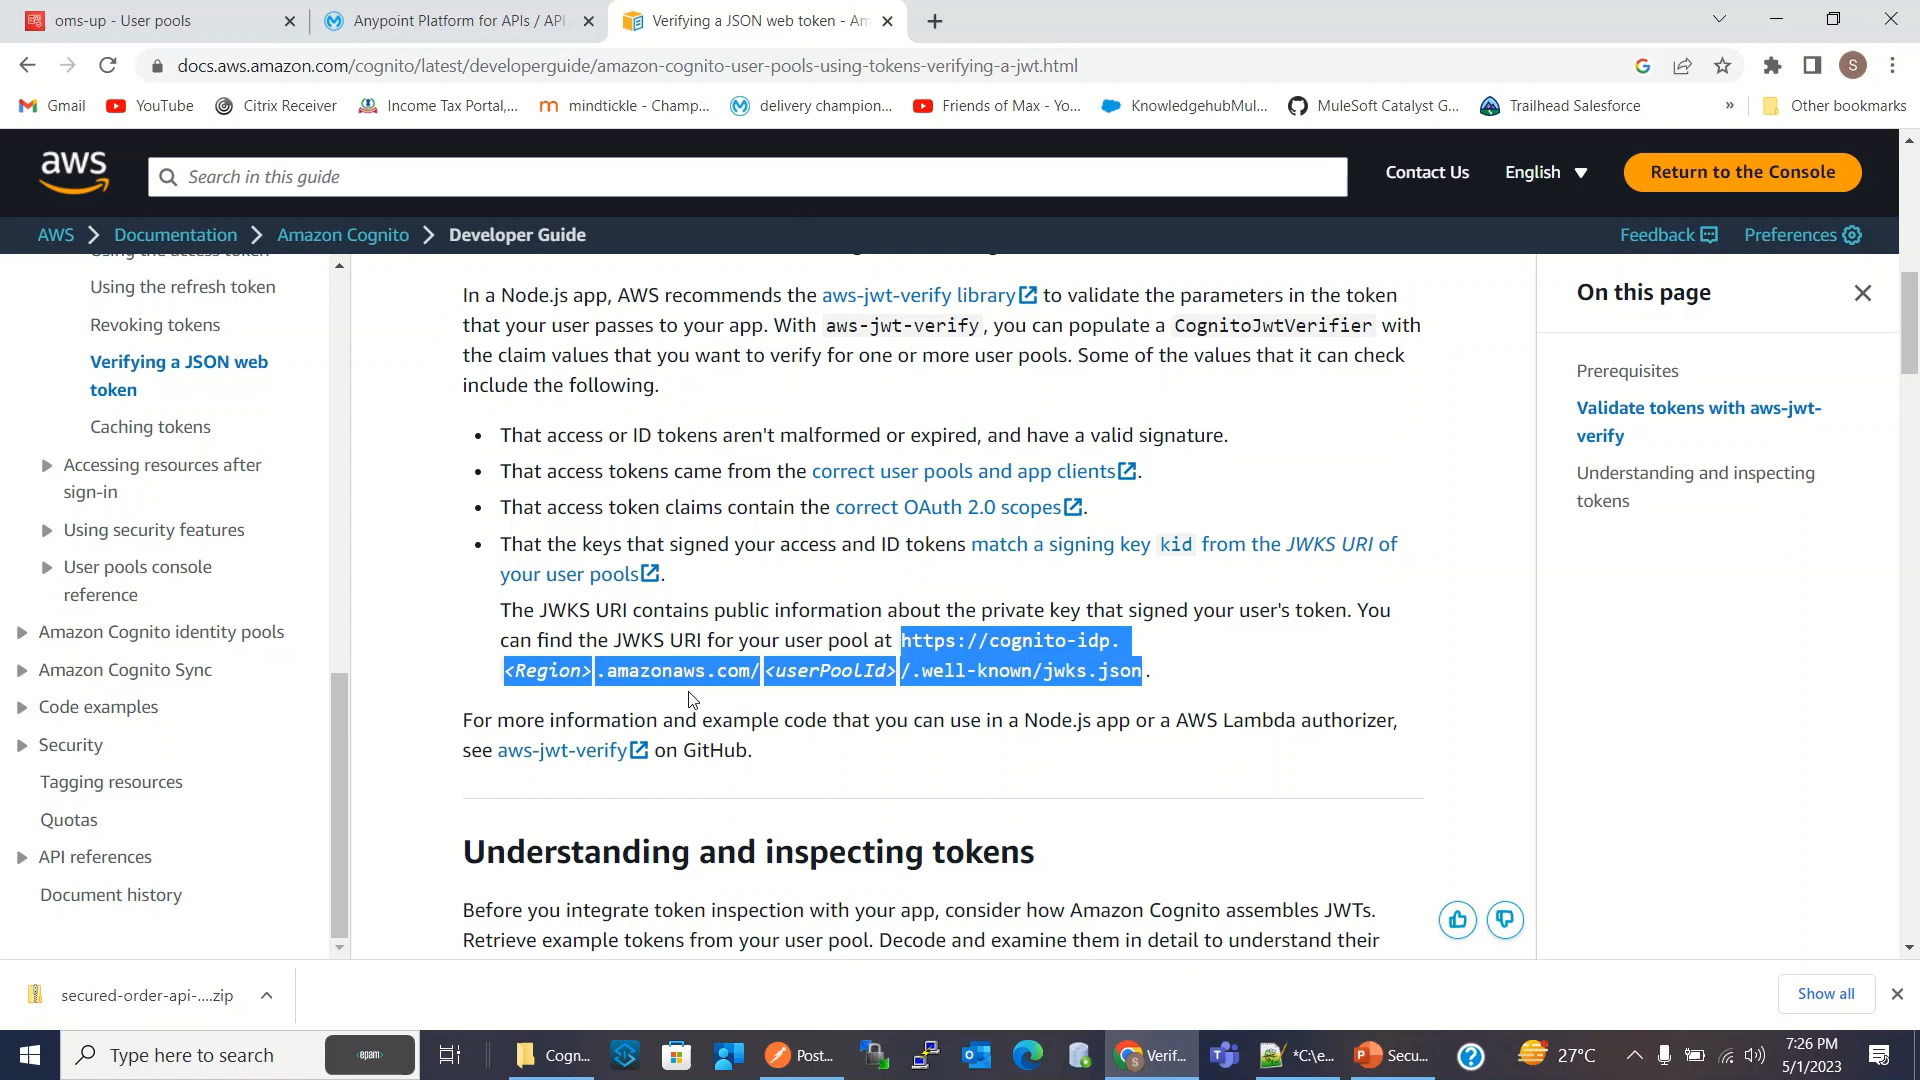 oms-up - User pools
Anypoint Platform for APIs / API
Verifying a JSON web token - Am
docs.aws.amazon.com/cognito/latest/developerguide/amazon-cognito-user-pools-using-tokens-verifying-a-jwt.html
S
Gmail
YouTube
Citrix Receiver
Income Tax Portal,...
mindtickle - Champ...
delivery champion...
Friends of Max - Yo...
KnowledgehubMul...
MuleSoft Catalyst G...
Trailhead Salesforce
»
Other bookmarks
aws
Search in this guide
Contact Us
English
Return to the Console
AWS
Documentation
Amazon Cognito
Developer Guide
Feedback
Preferences
Using the access token
Using the refresh token
Revoking tokens
Verifying a JSON web
token
Caching tokens
Accessing resources after
sign-in
Using security features
User pools console
reference
Amazon Cognito identity pools
Amazon Cognito Sync
Code examples
Security
Tagging resources
Quotas
API references
Document history
In a Node.js app, AWS recommends the aws-jwt-verify library to validate the parameters in the token
that your user passes to your app. With aws-jwt-verify, you can populate a CognitoJwtVerifier with
the claim values that you want to verify for one or more user pools. Some of the values that it can check
include the following.
• That access or ID tokens aren't malformed or expired, and have a valid signature.
• That access tokens came from the correct user pools and app clients.
• That access token claims contain the correct OAuth 2.0 scopes.
• That the keys that signed your access and ID tokens match a signing key kid from the JWKS URI of
your user pools.
The JWKS URI contains public information about the private key that signed your user's token. You
can find the JWKS URI for your user pool at https://cognito-idp.
<Region>.amazonaws.com/<userPoolId>/.well-known/jwks.json.
For more information and example code that you can use in a Node.js app or a AWS Lambda authorizer,
see aws-jwt-verify on GitHub.
Understanding and inspecting tokens
Before you integrate token inspection with your app, consider how Amazon Cognito assembles JWTs.
Retrieve example tokens from your user pool. Decode and examine them in detail to understand their
On this page
Prerequisites
Validate tokens with aws-jwt-
verify
Understanding and inspecting
tokens
secured-order-api-....zip
Show all
Type here to search
<epam>
Cogn...
Post...
Verif...
*C:\e...
Secu...
27°C
7:26 PM
5/1/2023